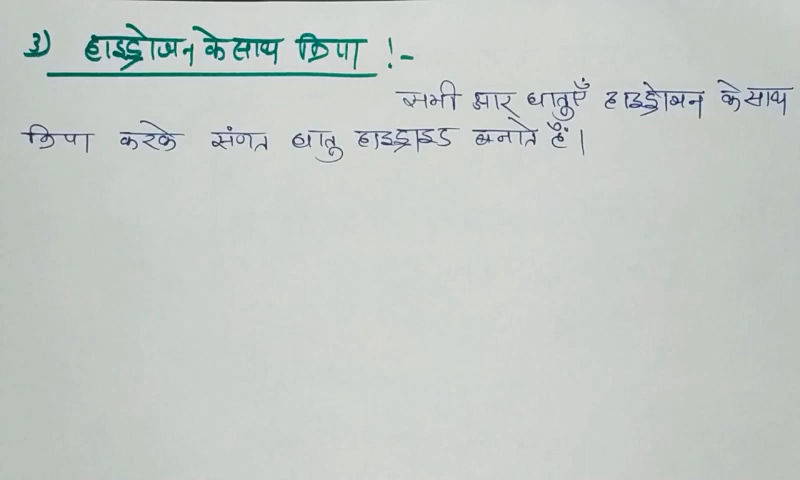 3) हाइड्रोजन के साथ क्रिया :-
सभी क्षार धातुएँ हाइड्रोजन के साथ
क्रिया करके संगत धातु हाइड्राइड बनाते हैं।